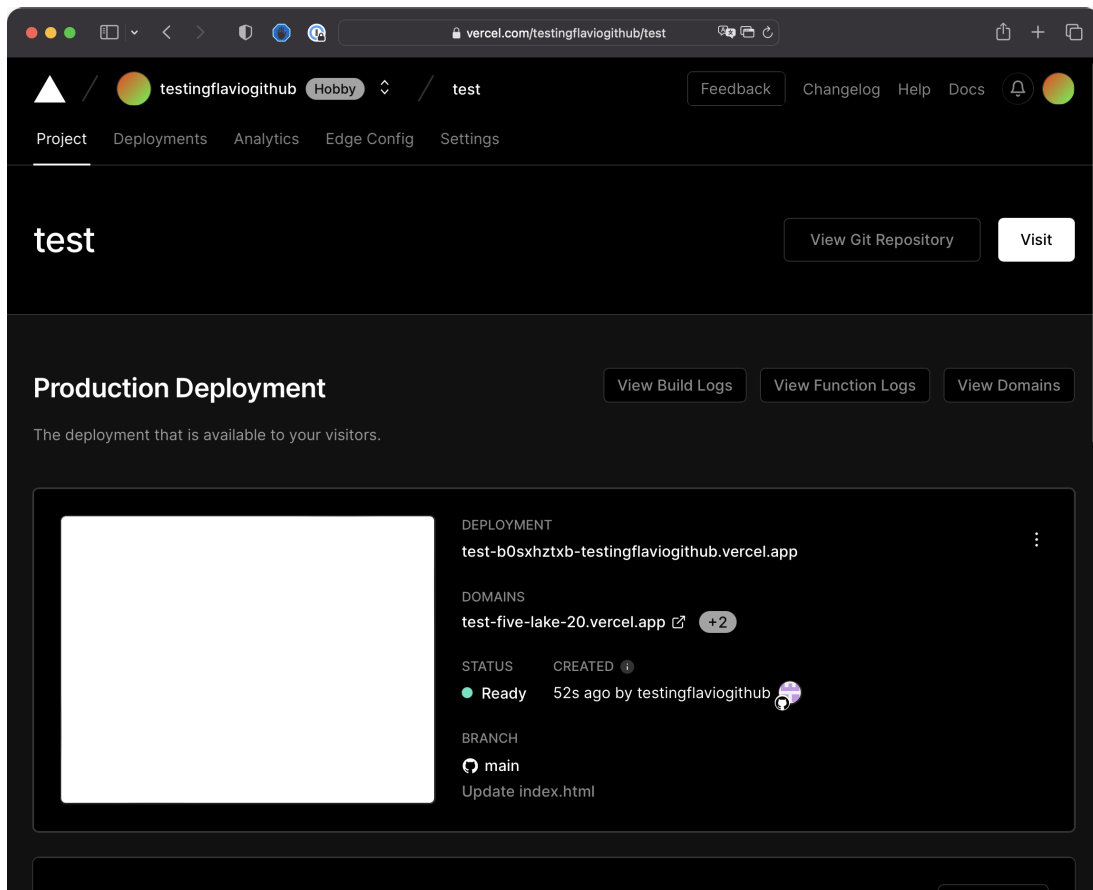 vercel.com/testingflaviogithub/test
testingflaviogithub Hobby test Feedback Changelog Help Docs
Project Deployments Analytics Edge Config Settings
test View Git Repository Visit
Production Deployment View Build Logs View Function Logs View Domains
The deployment that is available to your visitors.
DEPLOYMENT
test-b0sxhztxb-testingflaviogithub.vercel.app
DOMAINS
test-five-lake-20.vercel.app +2
STATUS CREATED
Ready 52s ago by testingflaviogithub
BRANCH
main
Update index.html